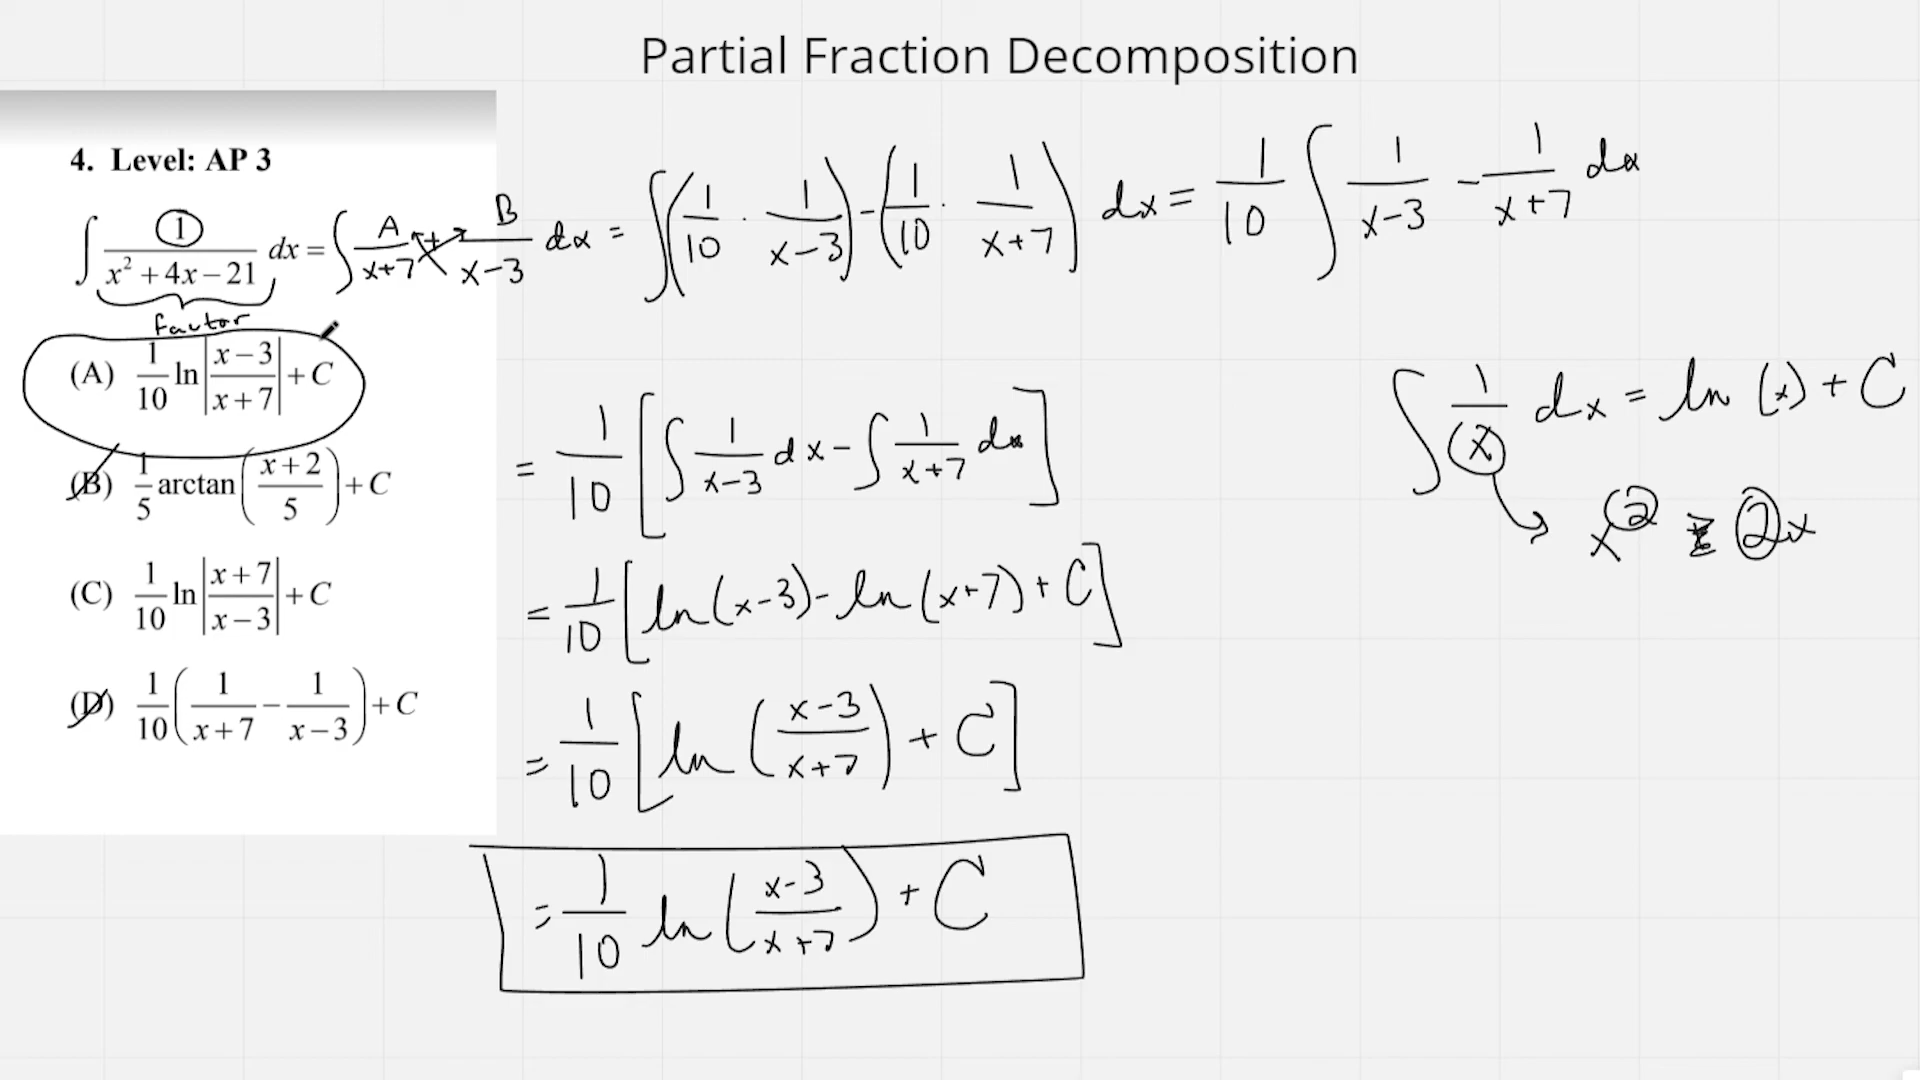 Partial Fraction Decomposition
4. Level: AP 3
∫ 1/(x² + 4x − 21) dx = ∫ A/(x+7) + B/(x−3) dx = ∫ (1/10 · 1/(x−3)) − (1/10 · 1/(x+7)) dx = 1/10 ∫ 1/(x−3) − 1/(x+7) dx
factor
(A) 1/10 ln |(x − 3)/(x + 7)| + C
(B) 1/5 arctan((x + 2)/5) + C
(C) 1/10 ln |(x + 7)/(x − 3)| + C
(D) 1/10 (1/(x + 7) − 1/(x − 3)) + C
= 1/10 [∫ 1/(x−3) dx − ∫ 1/(x+7) dx]
= 1/10 [ln(x−3) − ln(x+7) + C]
= 1/10 [ln((x−3)/(x+7)) + C]
= 1/10 ln((x−3)/(x+7)) + C
∫ 1/(x) dx = ln (x) + C
x² 2x